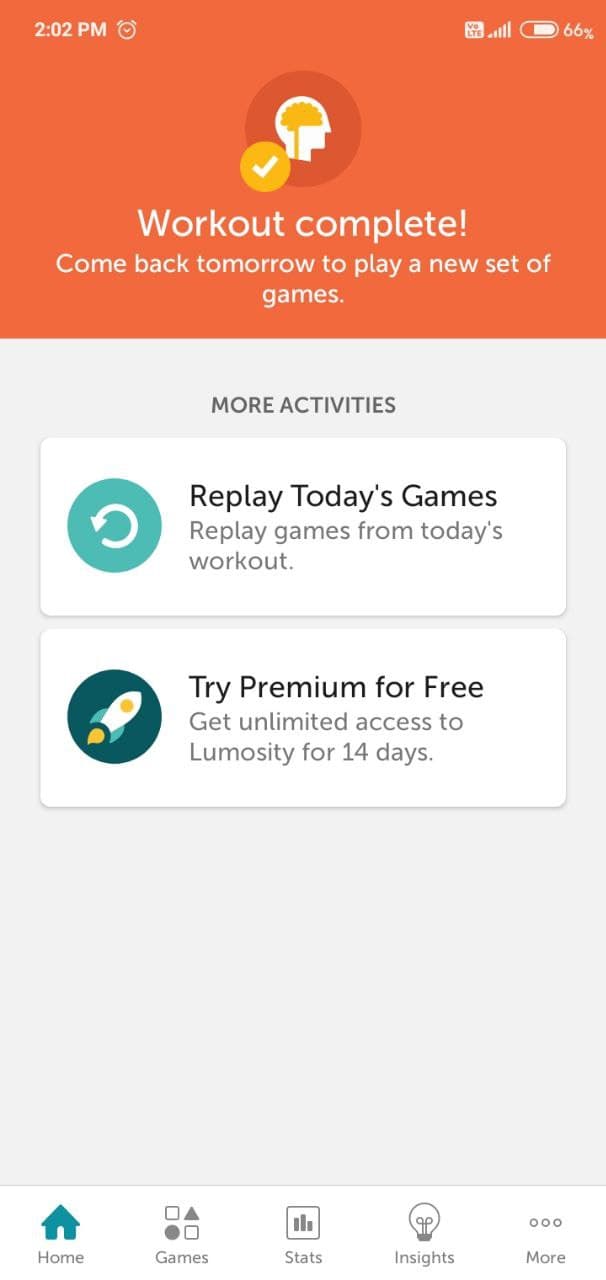 2:02 PM
Vo LTE
66%
Workout complete!
Come back tomorrow to play a new set of
games.
MORE ACTIVITIES
Replay Today's Games
Replay games from today's
workout.
Try Premium for Free
Get unlimited access to
Lumosity for 14 days.
Home
Games
Stats
Insights
More